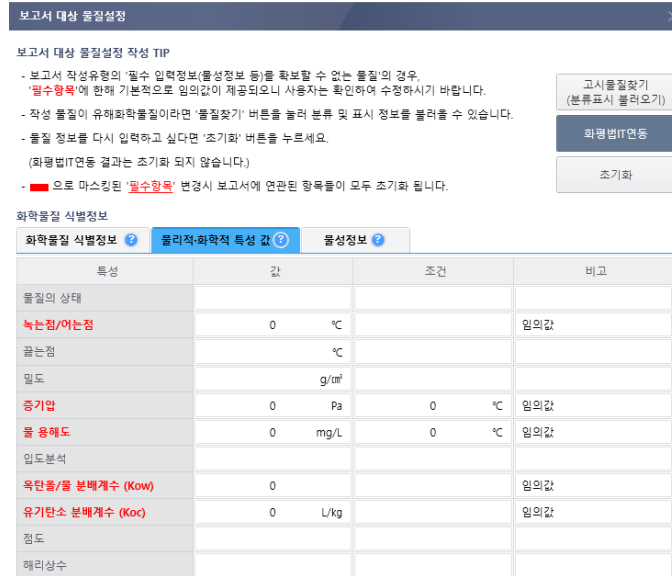 보고서 대상 물질설정
보고서 대상 물질설정 작성 TIP
- 보고서 작성유형의 '필수 입력정보(물성정보 등)를 확보할 수 없는 물질'의 경우,
'필수항목'에 한해 기본적으로 임의값이 제공되오니 사용자는 확인하여 수정하시기 바랍니다.
- 작성 물질이 유해화학물질이라면 '물질찾기' 버튼을 눌러 분류 및 표시 정보를 불러올 수 있습니다.
- 물질 정보를 다시 입력하고 싶다면 '초기화' 버튼을 누르세요.
(화평법IT연동 결과는 초기화 되지 않습니다.)
- 으로 마스킹된 '필수항목' 변경시 보고서에 연관된 항목들이 모두 초기화 됩니다.
고시물질찾기
(분류표시 불러오기)
화평법IT연동
초기화
화학물질 식별정보
화학물질 식별정보 ? 물리적·화학적 특성 값 ? 물성정보 ?
특성 값 조건 비고
물질의 상태
녹는점/어는점 0 ℃ 임의값
끓는점 ℃
밀도 g/㎤
증기압 0 Pa 0 ℃ 임의값
물 용해도 0 mg/L 0 ℃ 임의값
입도분석
옥탄올/물 분배계수 (Kow) 0 임의값
유기탄소 분배계수 (Koc) 0 L/kg 임의값
점도
해리상수